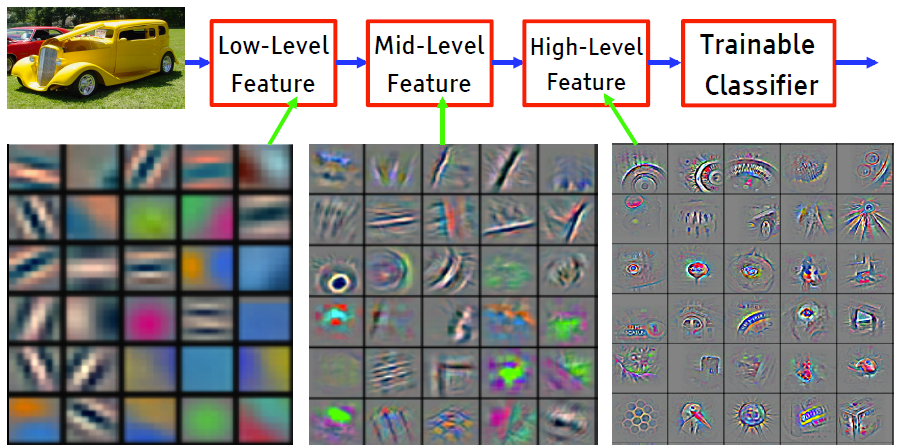 Low-Level
Feature
Mid-Level
Feature
High-Level
Feature
Trainable
Classifier